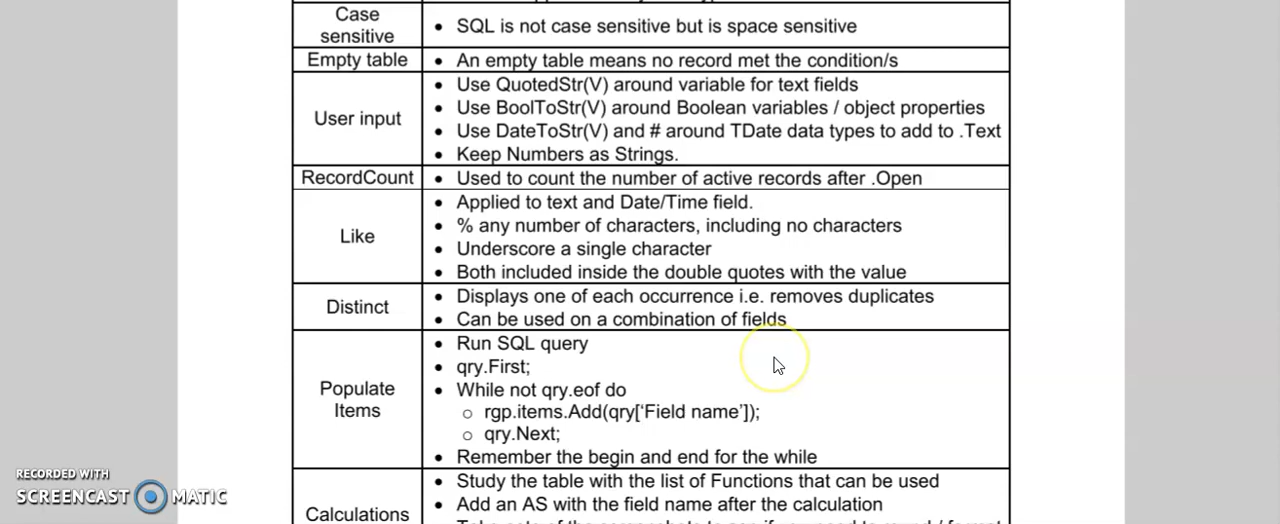 Case
sensitive
• SQL is not case sensitive but is space sensitive
Empty table
• An empty table means no record met the condition/s
User input
• Use QuotedStr(V) around variable for text fields
• Use BoolToStr(V) around Boolean variables / object properties
• Use DateToStr(V) and # around TDate data types to add to .Text
• Keep Numbers as Strings.
RecordCount
• Used to count the number of active records after .Open
Like
• Applied to text and Date/Time field.
• % any number of characters, including no characters
• Underscore a single character
• Both included inside the double quotes with the value
Distinct
• Displays one of each occurrence i.e. removes duplicates
• Can be used on a combination of fields
Populate
Items
• Run SQL query
• qry.First;
• While not qry.eof do
o rgp.items.Add(qry[‘Field name’]);
o qry.Next;
• Remember the begin and end for the while
Calculations
• Study the table with the list of Functions that can be used
• Add an AS with the field name after the calculation
RECORDED WITH
SCREENCAST MATIC